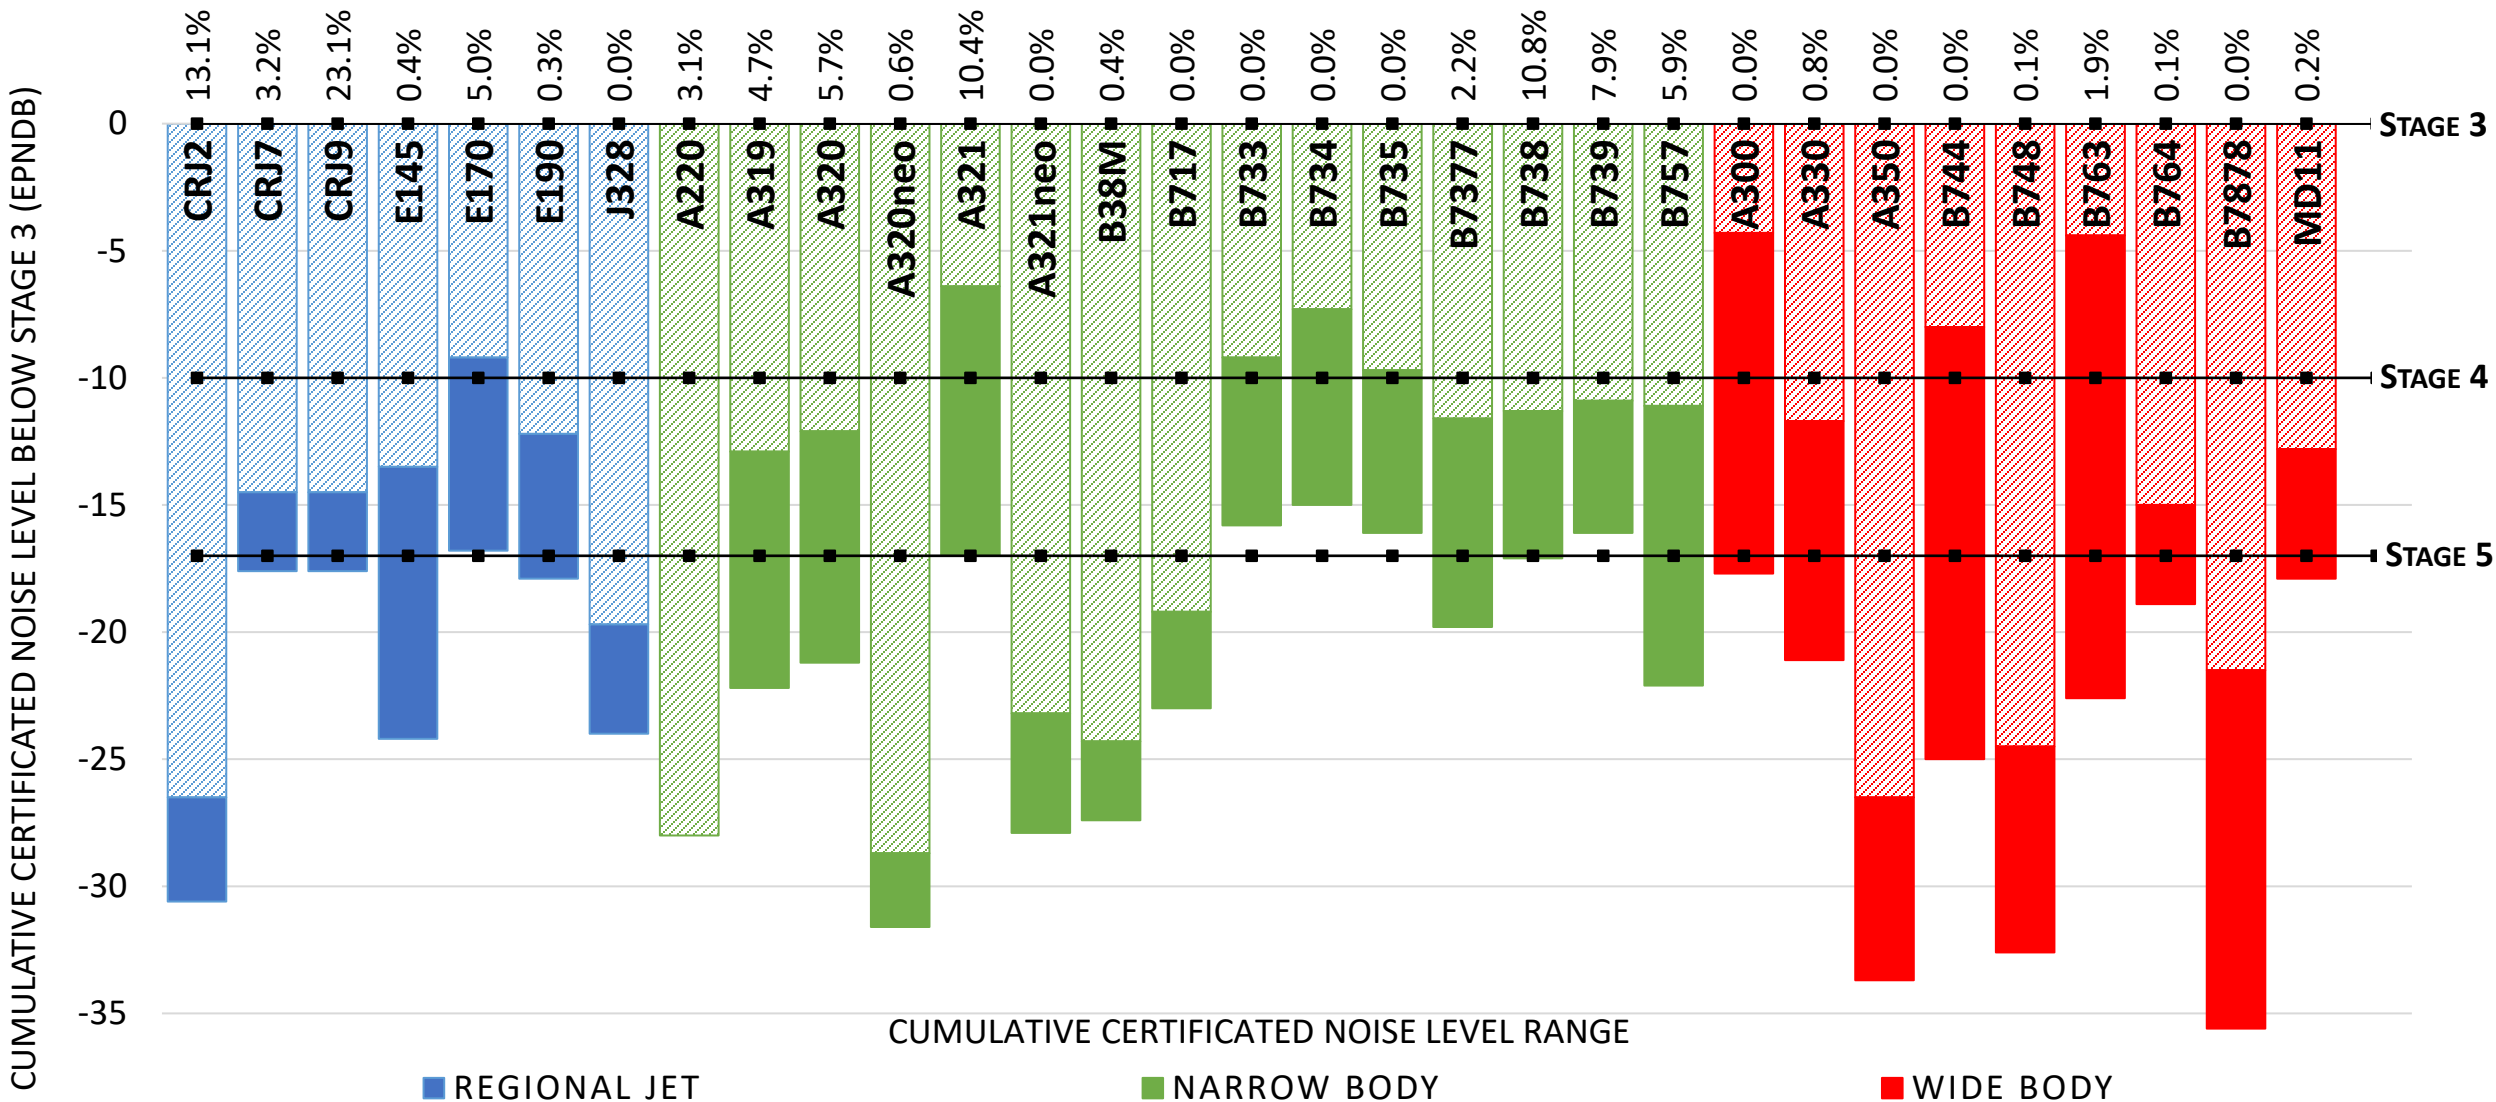 13.1%
3.2%
23.1%
0.4%
5.0%
0.3%
0.0%
3.1%
4.7%
5.7%
0.6%
10.4%
0.0%
0.4%
0.0%
0.0%
0.0%
0.0%
2.2%
10.8%
7.9%
5.9%
0.0%
0.8%
0.0%
0.0%
0.1%
1.9%
0.1%
0.0%
0.2%
CUMULATIVE CERTIFICATED NOISE LEVEL BELOW STAGE 3 (EPNDB)
0
-5
-10
-15
-20
-25
-30
-35
CRJ2
CRJ7
CRJ9
E145
E170
E190
J328
A220
A319
A320
A320neo
A321
A321neo
B38M
B717
B733
B734
B735
B7377
B738
B739
B757
A300
A330
A350
B744
B748
B763
B764
B7878
MD11
STAGE 3
STAGE 4
STAGE 5
CUMULATIVE CERTIFICATED NOISE LEVEL RANGE
REGIONAL JET
NARROW BODY
WIDE BODY